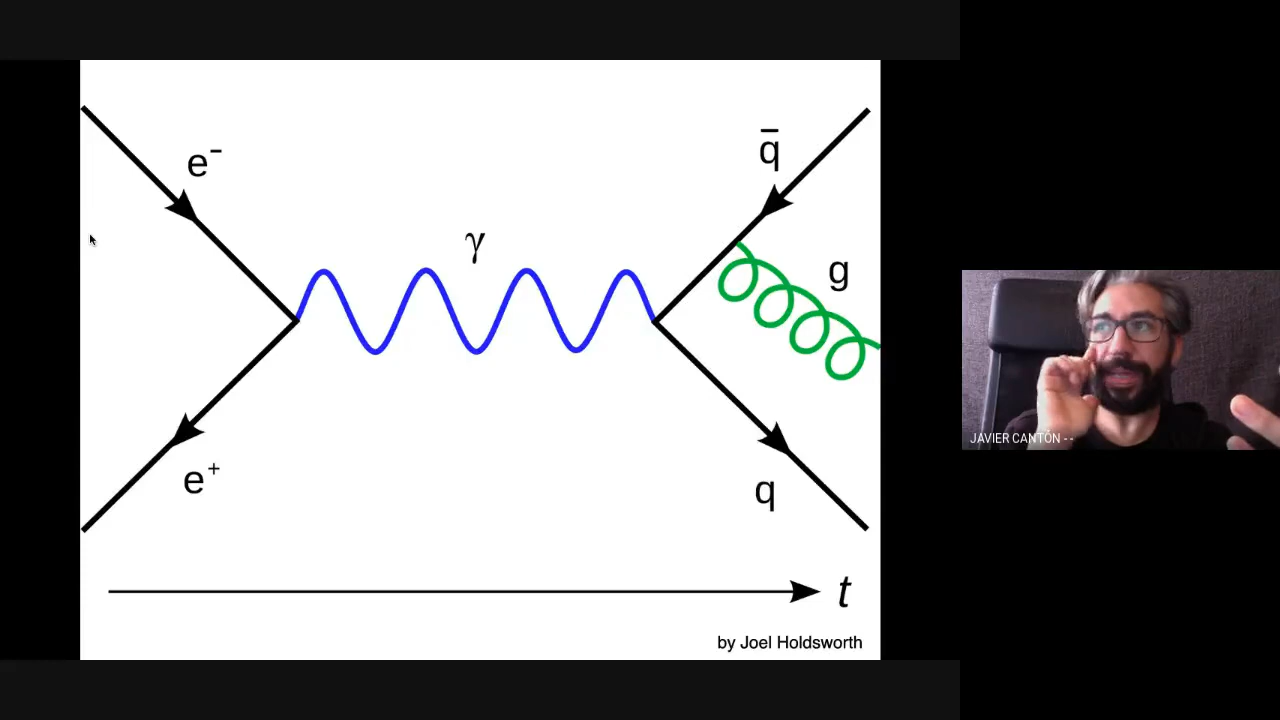 e⁻
q̄
γ
g
e⁺
q
t
by Joel Holdsworth
JAVIER CANTÓN - -